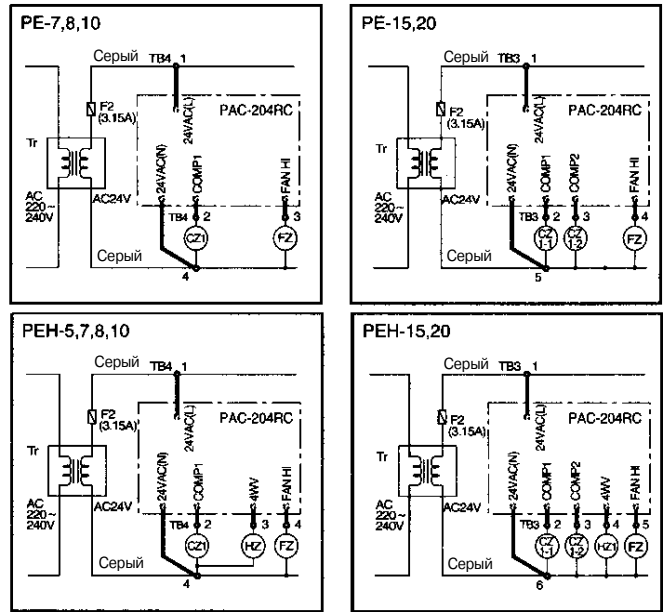 PE-7,8,10
Серый TB4 1
F2
(3.15A)
PAC-204RC
24VAC(L)
Tr
24VAC(N)
COMP1
FAN HI
AC
220~
240V
AC24V
TB4 2
3
CZ1
FZ
Серый
4
PE-15,20
Серый TB3 1
F2
(3.15A)
PAC-204RC
24VAC(L)
Tr
24VAC(N)
COMP1
COMP2
FAN HI
AC
220~
240V
AC24V
TB3 2
3
4
CZ
1-1
CZ
1-2
FZ
Серый
5
PEH-5,7,8,10
Серый TB4 1
F2
(3.15A)
PAC-204RC
24VAC(L)
Tr
24VAC(N)
COMP1
4WV
FAN HI
AC
220~
240V
AC24V
TB4 2
3
4
CZ1
HZ
FZ
Серый
4
PEH-15,20
Серый TB3 1
F2
(3.15A)
PAC-204RC
24VAC(L)
Tr
24VAC(N)
COMP1
COMP2
4WV
FAN HI
AC
220~
240V
AC24V
TB3 2
3
4
5
CZ
1-1
CZ
1-2
HZ1
FZ
Серый
6